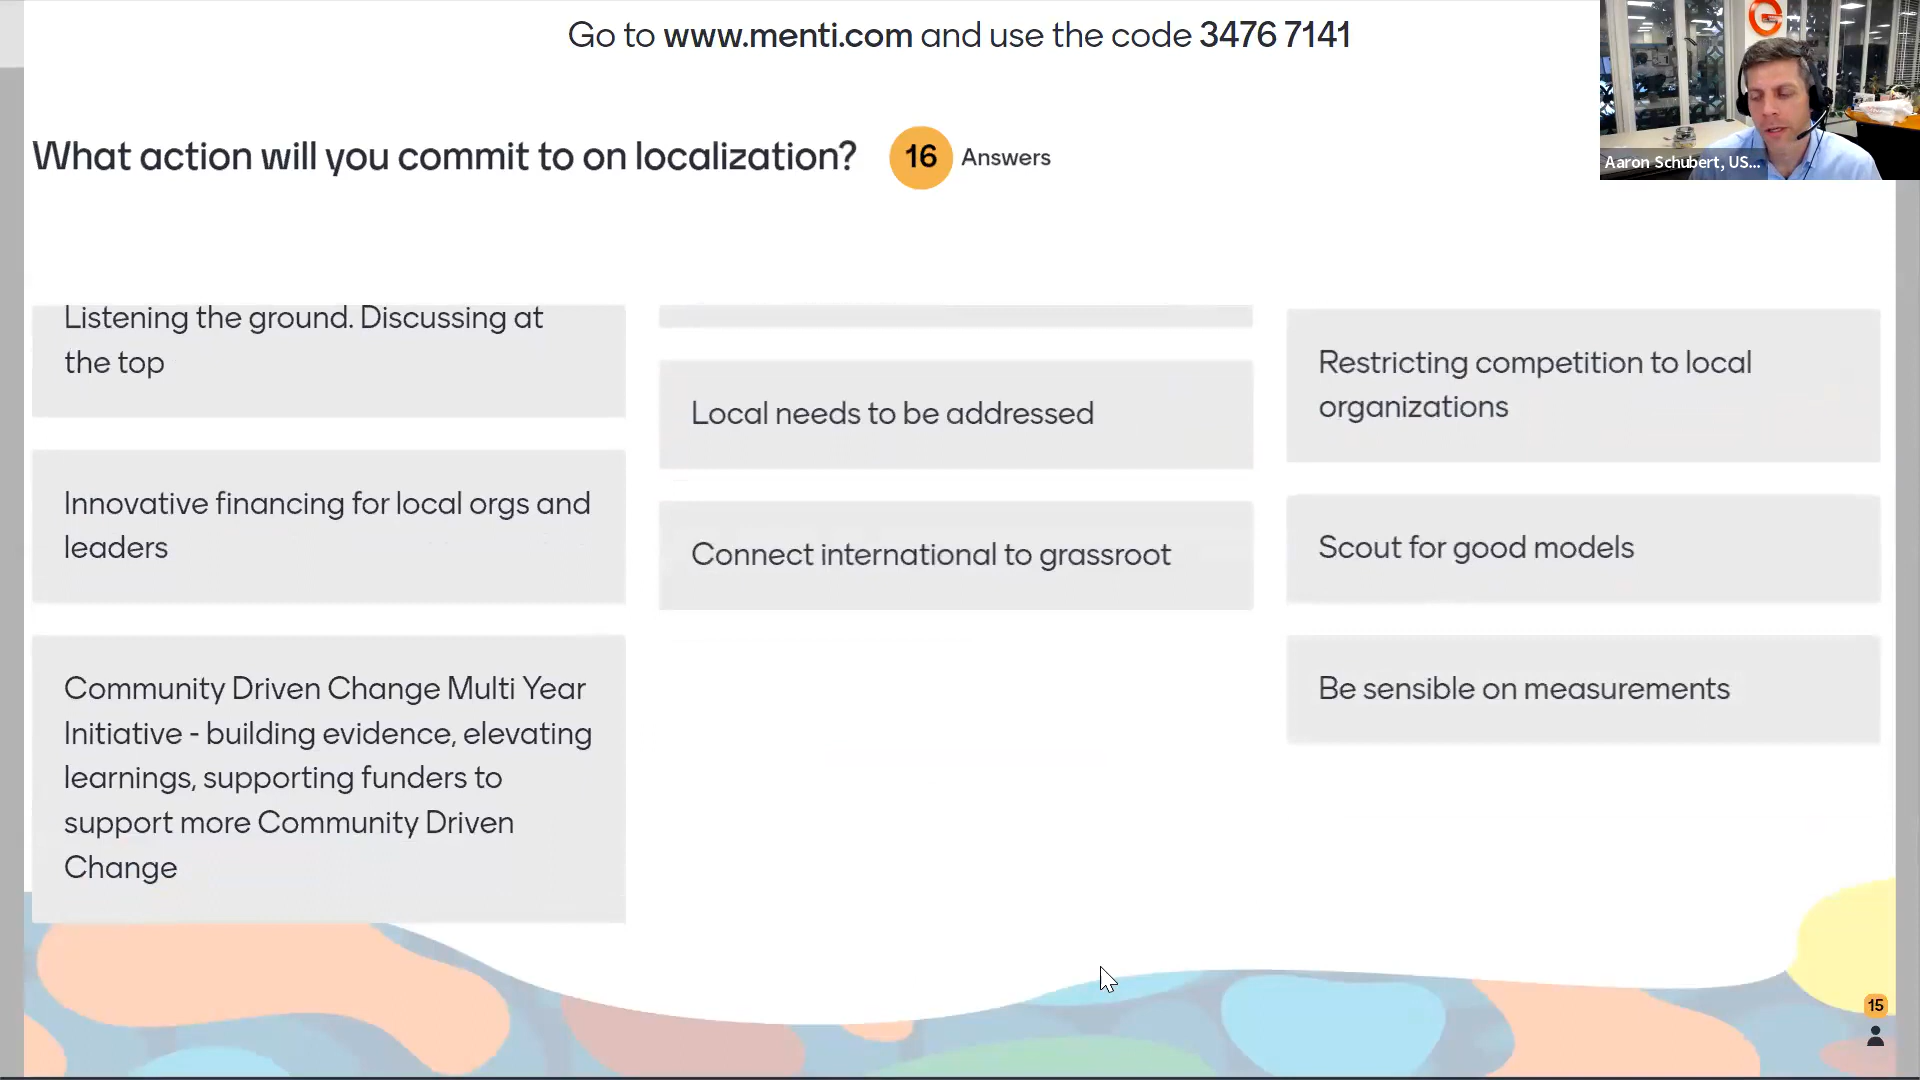 Go to www.menti.com and use the code 3476 7141
What action will you commit to on localization?
16
Answers
Aaron Schubert, US...
Listening the ground. Discussing at
the top
Innovative financing for local orgs and
leaders
Community Driven Change Multi Year
Initiative - building evidence, elevating
learnings, supporting funders to
support more Community Driven
Change
Local needs to be addressed
Connect international to grassroot
Restricting competition to local
organizations
Scout for good models
Be sensible on measurements
15